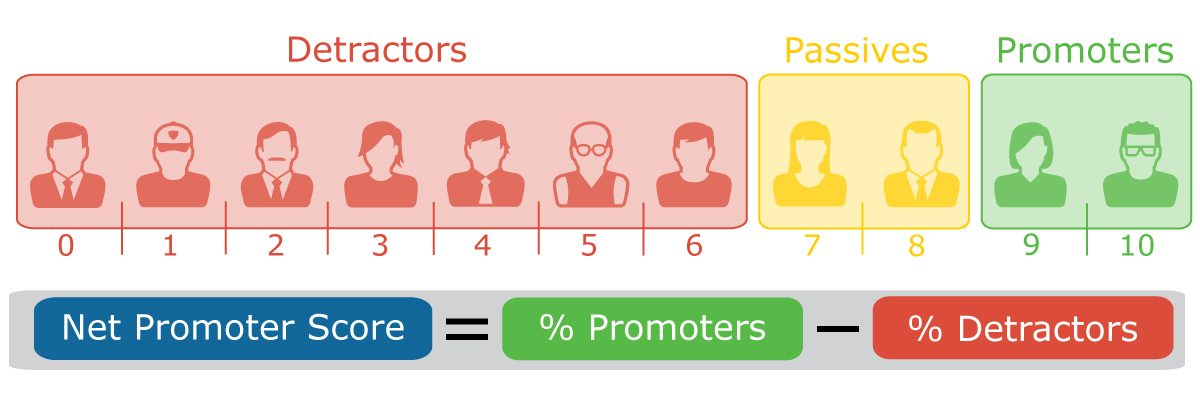 Detractors Passives Promoters
0 1 2 3 4 5 6 7 8 9 10
Net Promoter Score = % Promoters — % Detractors